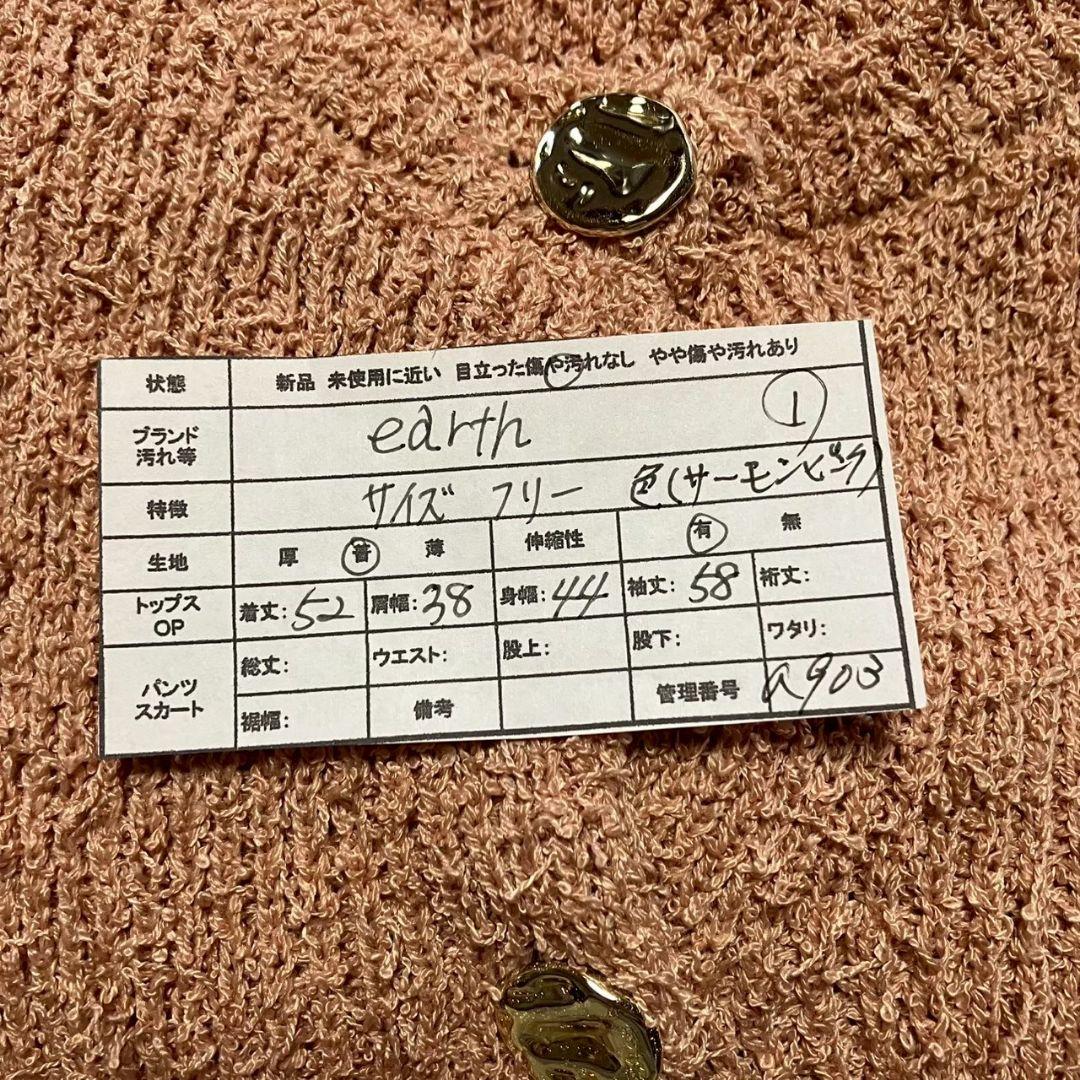 状態 新品 未使用に近い 目立った傷や汚れなし やや傷や汚れあり
ブランド
汚れ等 earth 1
特徴 サイズ フリー 色(サーモンピンク)
生地 厚 普 薄 伸縮性 有 無
トップス
OP 着丈:52 肩幅:38 身幅:44 袖丈:58 裄丈:
パンツ
スカート 総丈: ウエスト: 股上: 股下: ワタリ:
裾幅: 備考 管理番号 a903